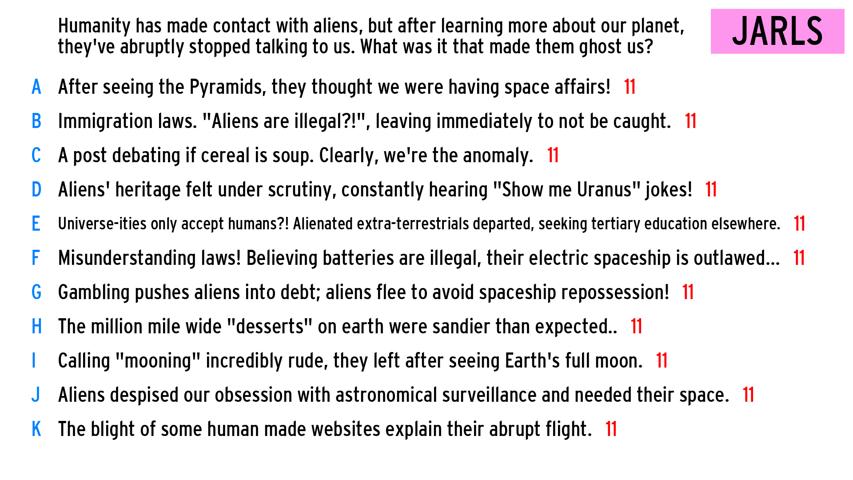 Humanity has made contact with aliens, but after learning more about our planet,
they've abruptly stopped talking to us. What was it that made them ghost us?
JARLS
A After seeing the Pyramids, they thought we were having space affairs! 11
B Immigration laws. "Aliens are illegal?!", leaving immediately to not be caught. 11
C A post debating if cereal is soup. Clearly, we're the anomaly. 11
D Aliens' heritage felt under scrutiny, constantly hearing "Show me Uranus" jokes! 11
E Universe-ities only accept humans?! Alienated extra-terrestrials departed, seeking tertiary education elsewhere. 11
F Misunderstanding laws! Believing batteries are illegal, their electric spaceship is outlawed... 11
G Gambling pushes aliens into debt; aliens flee to avoid spaceship repossession! 11
H The million mile wide "desserts" on earth were sandier than expected.. 11
I Calling "mooning" incredibly rude, they left after seeing Earth's full moon. 11
J Aliens despised our obsession with astronomical surveillance and needed their space. 11
K The blight of some human made websites explain their abrupt flight. 11